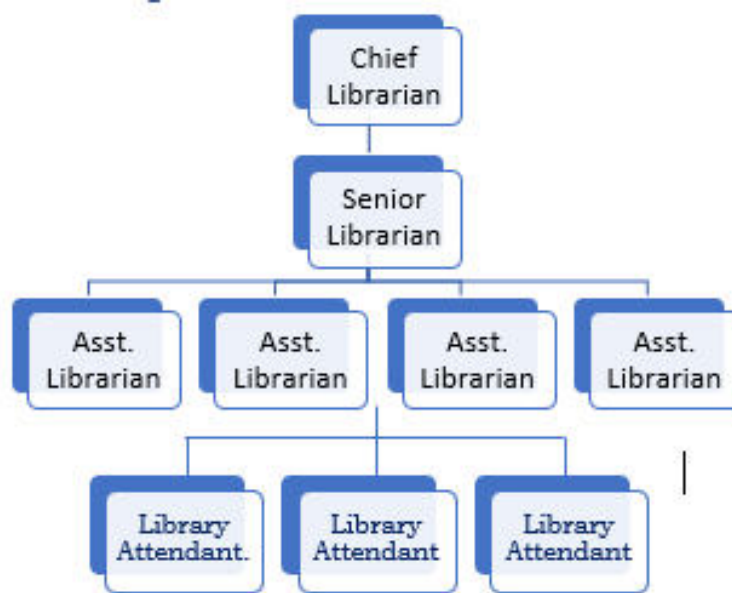 Chief
Librarian
Senior
Librarian
Asst.
Librarian
Asst.
Librarian
Asst.
Librarian
Asst.
Librarian
Library
Attendant.
Library
Attendant
Library
Attendant